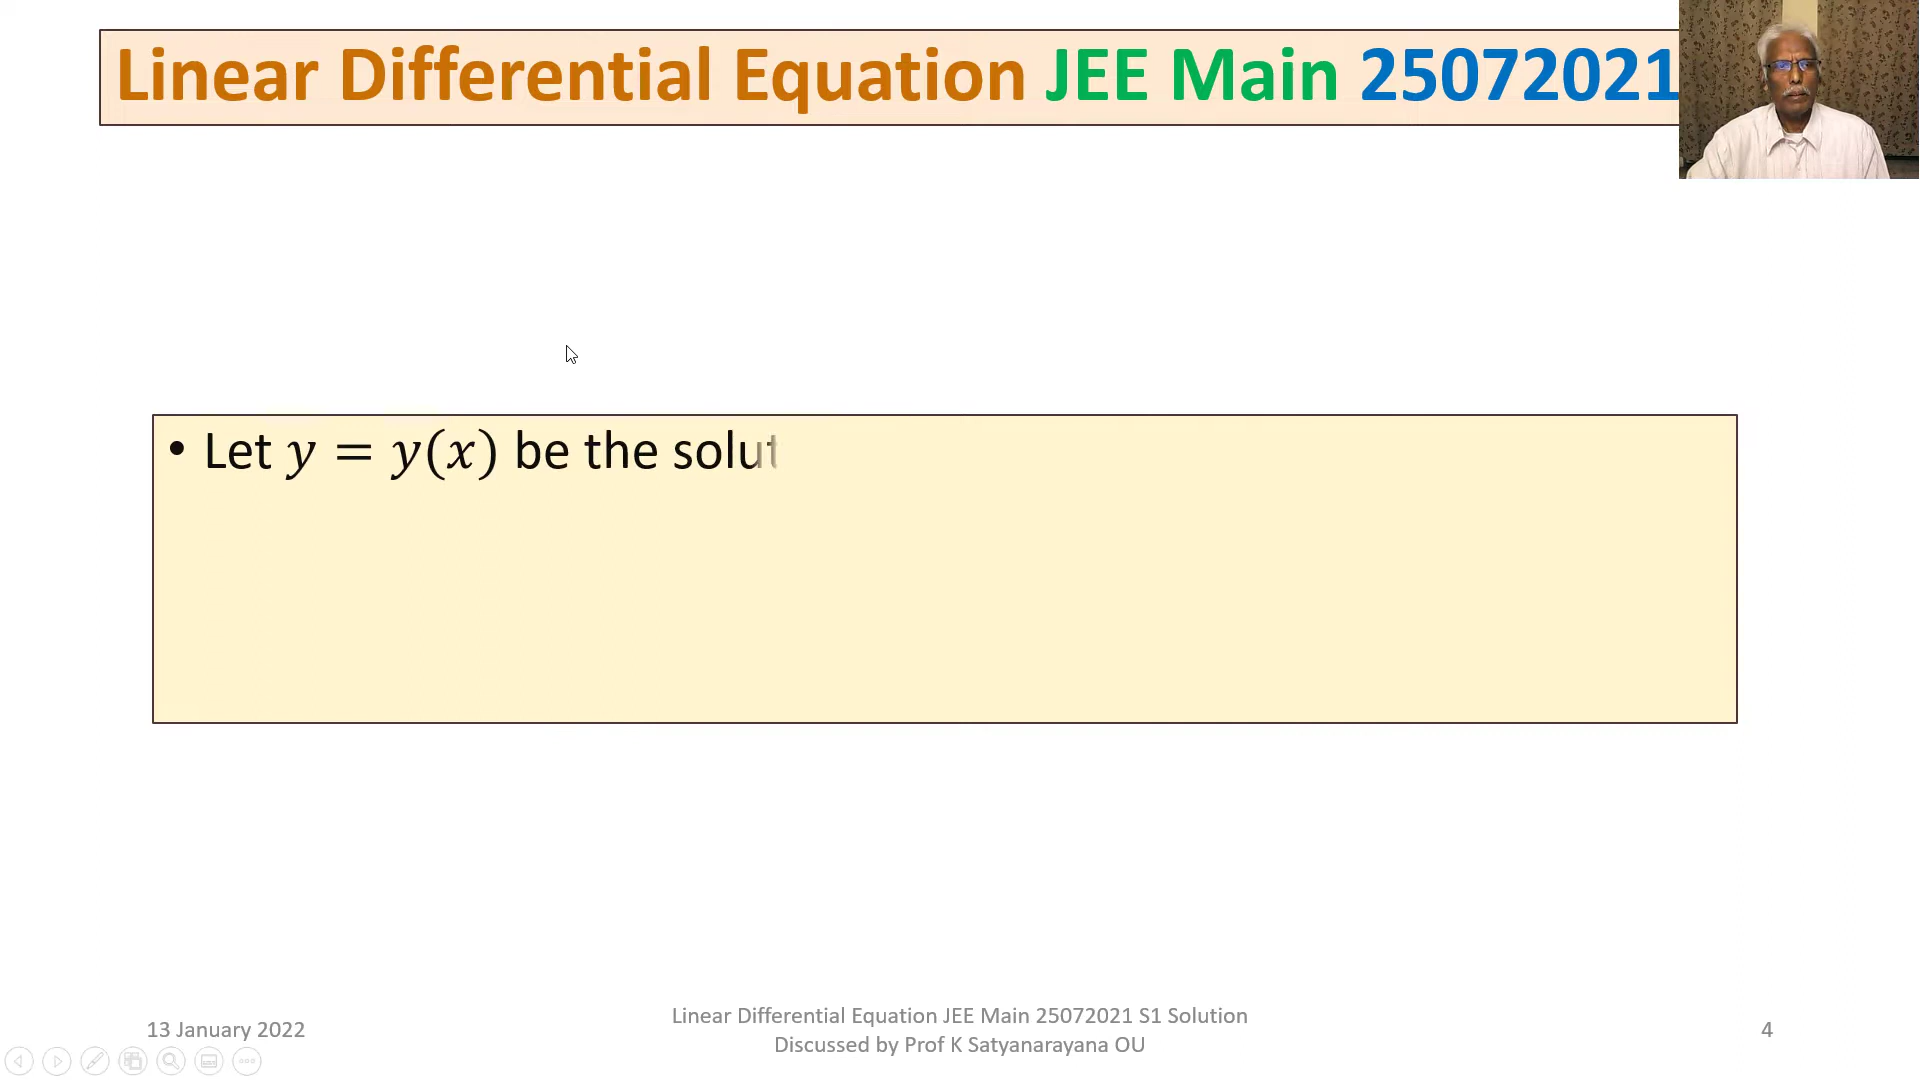 Linear Differential Equation JEE Main 25072021
• Let y = y(x) be the solut
13 January 2022
Linear Differential Equation JEE Main 25072021 S1 Solution
Discussed by Prof K Satyanarayana OU
4